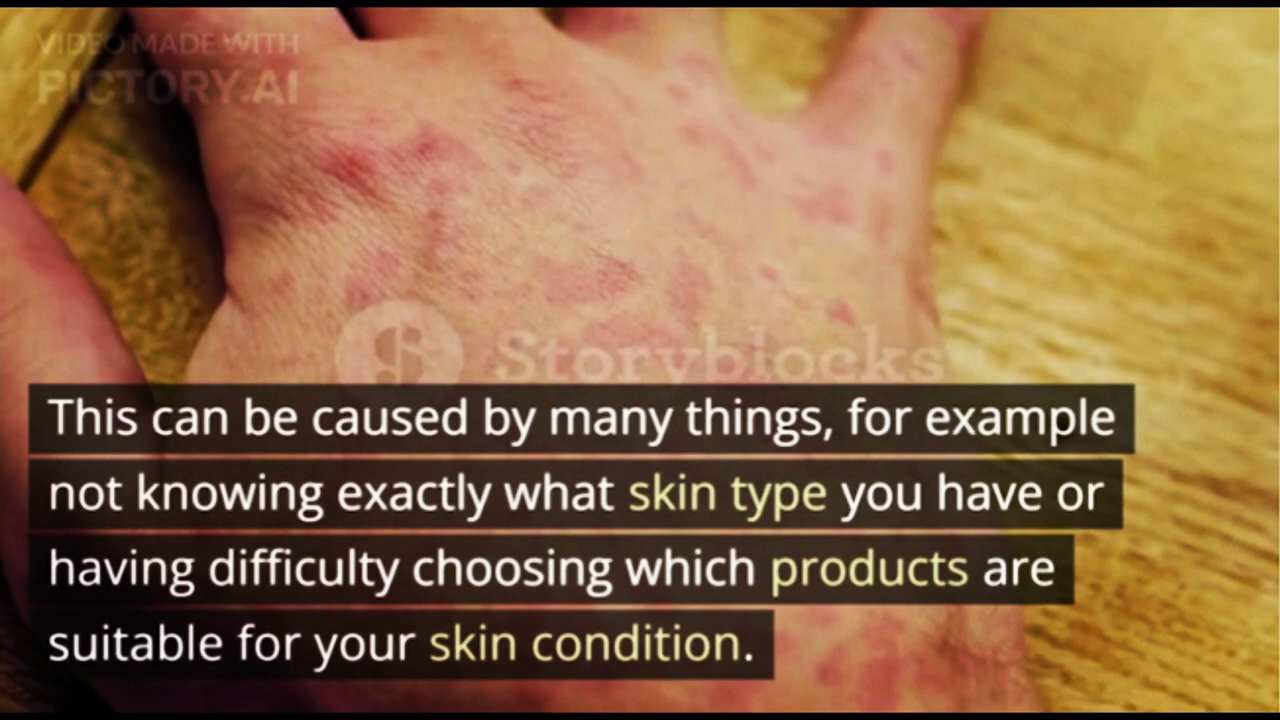 VIDEO MADE WITH
PICTORY.AI
Storyblocks
This can be caused by many things, for example
not knowing exactly what skin type you have or
having difficulty choosing which products are
suitable for your skin condition.